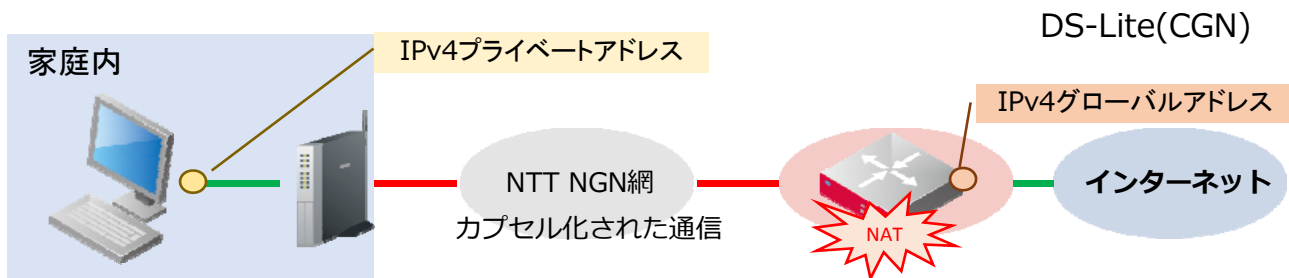 DS-Lite(CGN)
家庭内
IPv4プライベートアドレス
IPv4グローバルアドレス
NTT NGN網
カプセル化された通信
インターネット
NAT